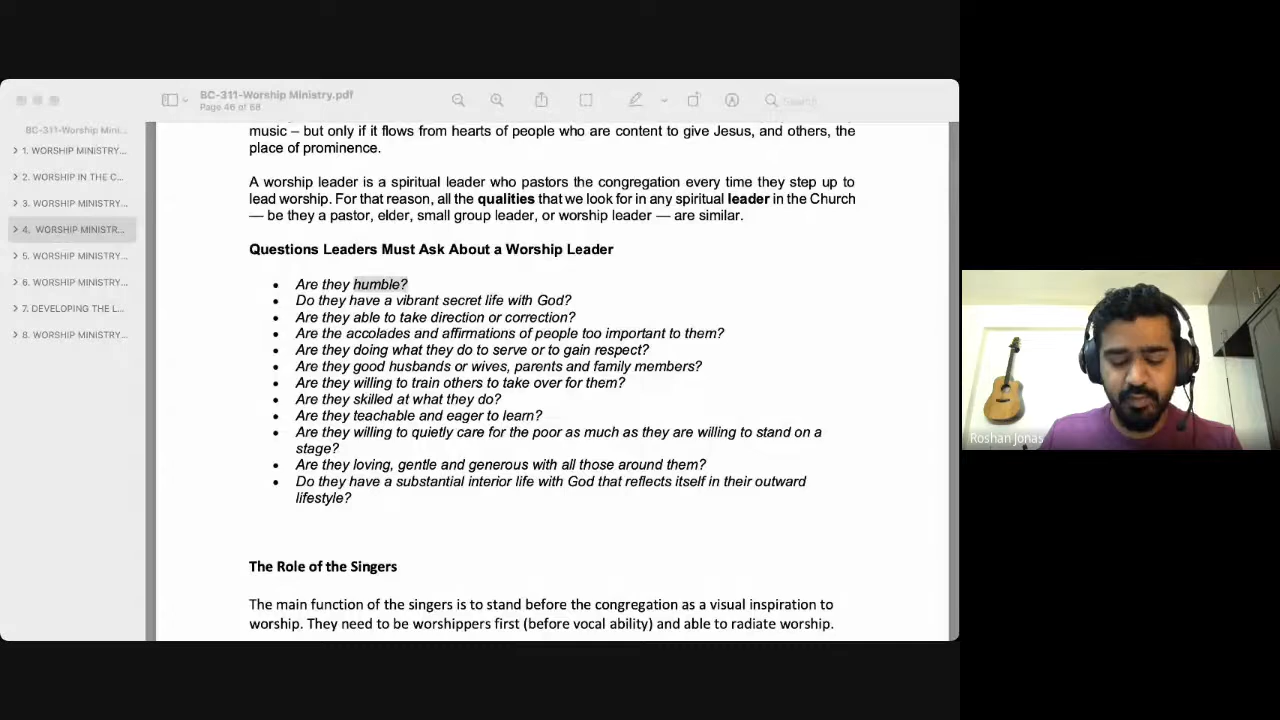 BC-311-Worship Ministry.pdf
Page 46 of 68
Search
BC-311-Worship Mini...
1. WORSHIP MINISTRY...
2. WORSHIP IN THE C...
3. WORSHIP MINISTRY...
4. WORSHIP MINISTR...
5. WORSHIP MINISTRY...
6. WORSHIP MINISTRY...
7. DEVELOPING THE L...
8. WORSHIP MINISTRY...
music – but only if it flows from hearts of people who are content to give Jesus, and others, the
place of prominence.
A worship leader is a spiritual leader who pastors the congregation every time they step up to
lead worship. For that reason, all the qualities that we look for in any spiritual leader in the Church
— be they a pastor, elder, small group leader, or worship leader — are similar.
Questions Leaders Must Ask About a Worship Leader
• Are they humble?
• Do they have a vibrant secret life with God?
• Are they able to take direction or correction?
• Are the accolades and affirmations of people too important to them?
• Are they doing what they do to serve or to gain respect?
• Are they good husbands or wives, parents and family members?
• Are they willing to train others to take over for them?
• Are they skilled at what they do?
• Are they teachable and eager to learn?
• Are they willing to quietly care for the poor as much as they are willing to stand on a
stage?
• Are they loving, gentle and generous with all those around them?
• Do they have a substantial interior life with God that reflects itself in their outward
lifestyle?
The Role of the Singers
The main function of the singers is to stand before the congregation as a visual inspiration to
worship. They need to be worshippers first (before vocal ability) and able to radiate worship.
Roshan Jonas